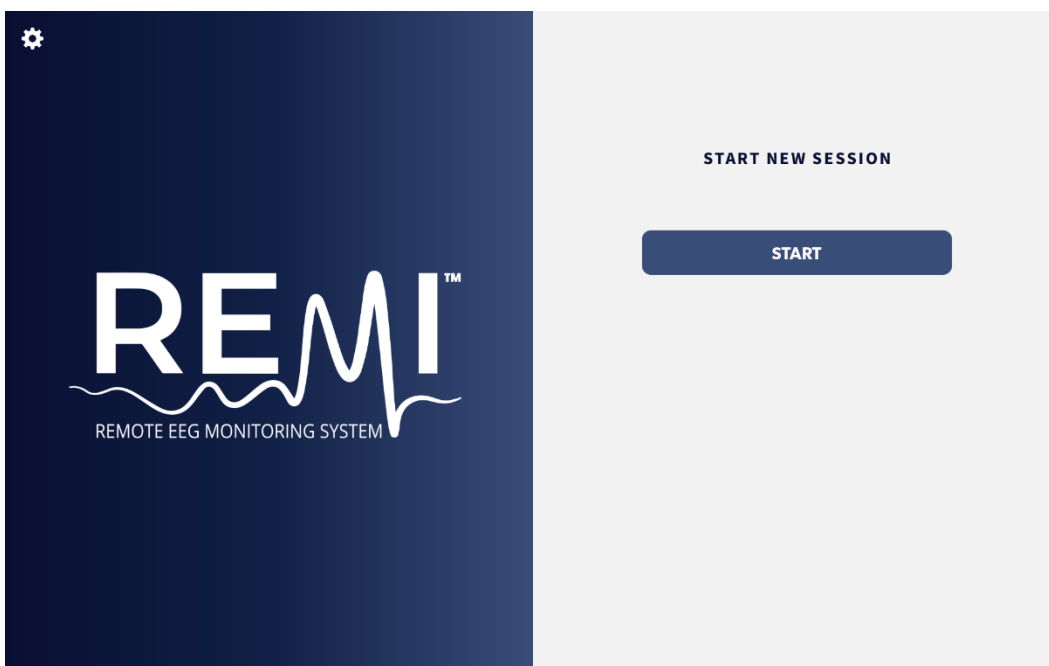 REMI™
REMOTE EEG MONITORING SYSTEM
START NEW SESSION
START